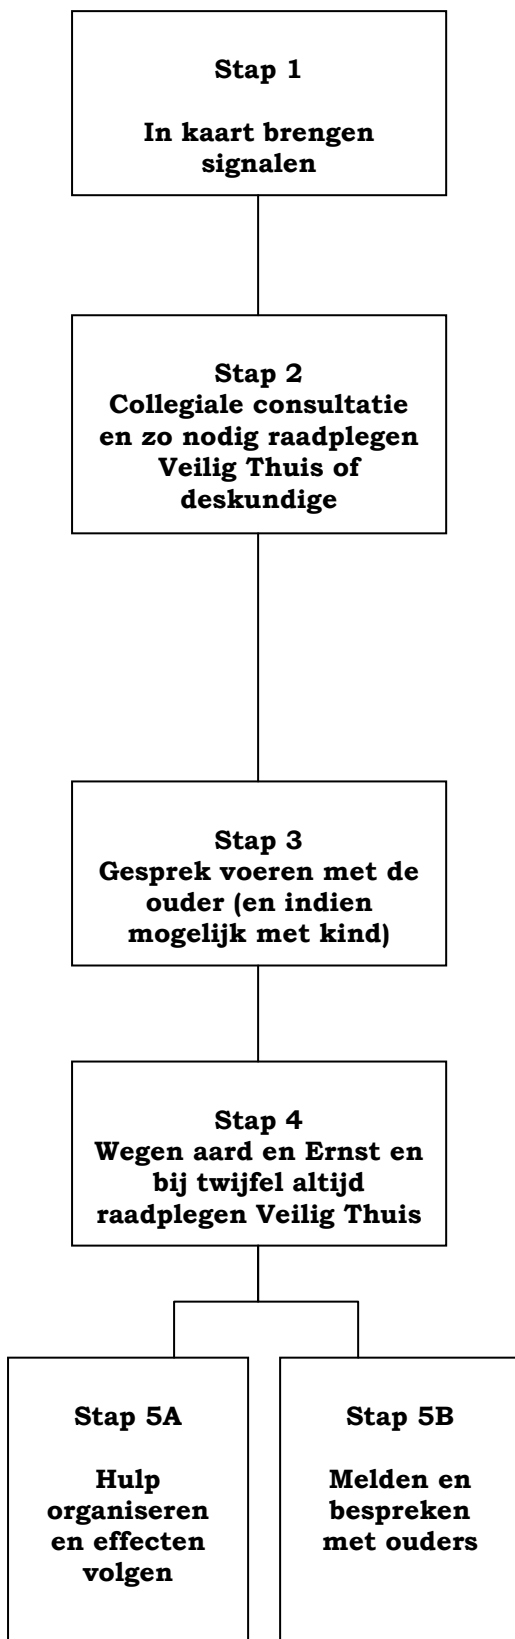 Stap 1
In kaart brengen
signalen
Stap 2
Collegiale consultatie
en zo nodig raadplegen
Veilig Thuis of
deskundige
Stap 3
Gesprek voeren met de
ouder (en indien
mogelijk met kind)
Stap 4
Wegen aard en Ernst en
bij twijfel altijd
raadplegen Veilig Thuis
Stap 5A
Hulp
organiseren
en effecten
volgen
Stap 5B
Melden en
bespreken
met ouders